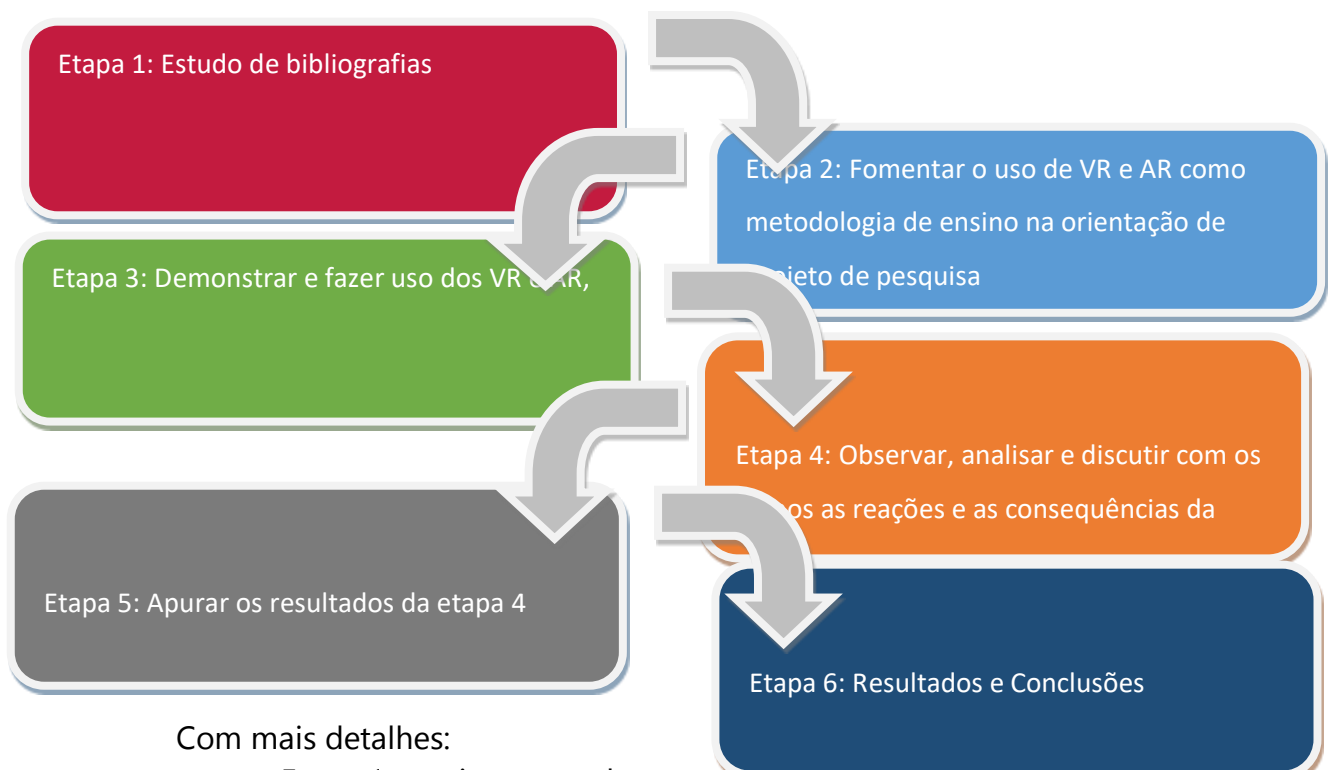 Etapa 1: Estudo de bibliografias
Etapa 2: Fomentar o uso de VR e AR como
metodologia de ensino na orientação de
de pesquisa
Etapa 3: Demonstrar e fazer uso dos VR e AR,
Etapa 4: Observar, analisar e discutir com os
as reações e as consequências da
Etapa 5: Apurar os resultados da etapa 4
Etapa 6: Resultados e Conclusões
Com mais detalhes: